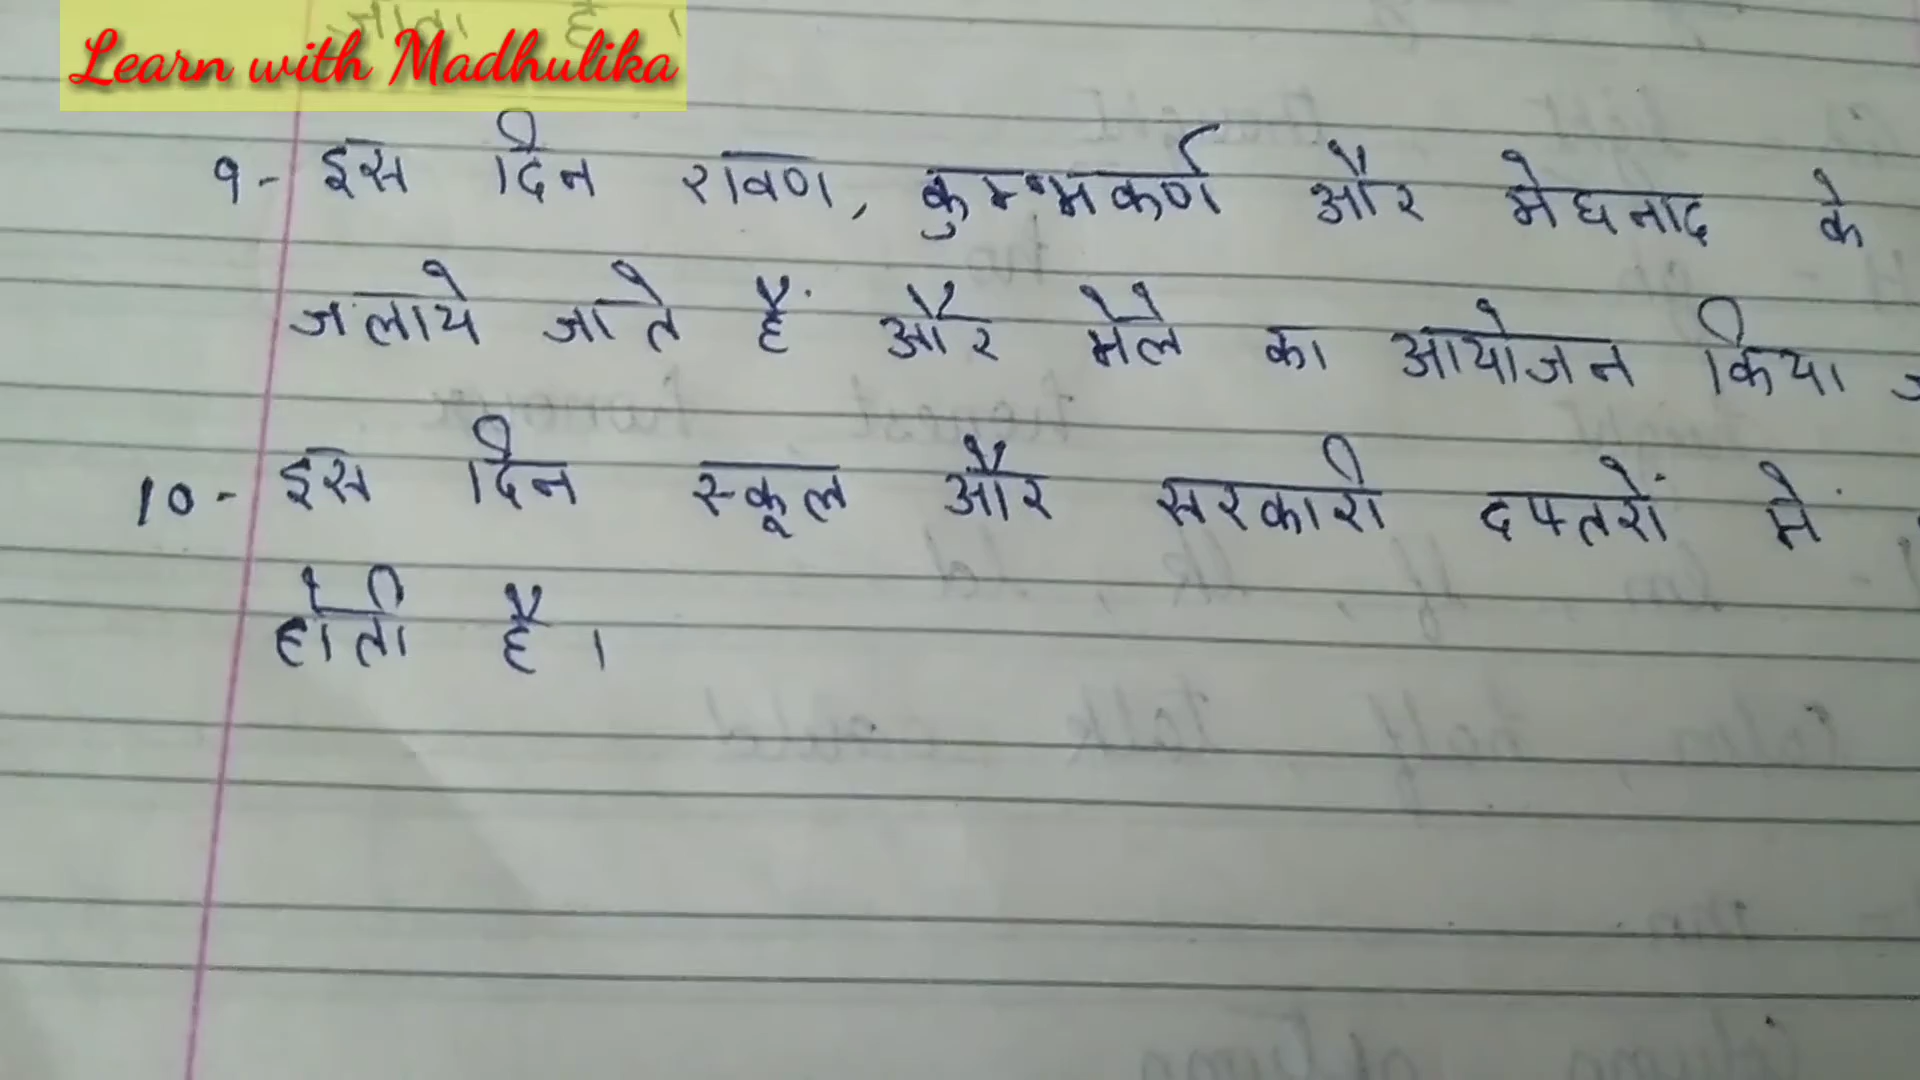 जाता है।
Learn with Madhulika
9- इस दिन रावण, कुम्भकर्ण और मेघनाद के
जलाये जाते हैं और मेले का आयोजन किया
10- इस दिन स्कूल और सरकारी दफ्तरों में
होती है।